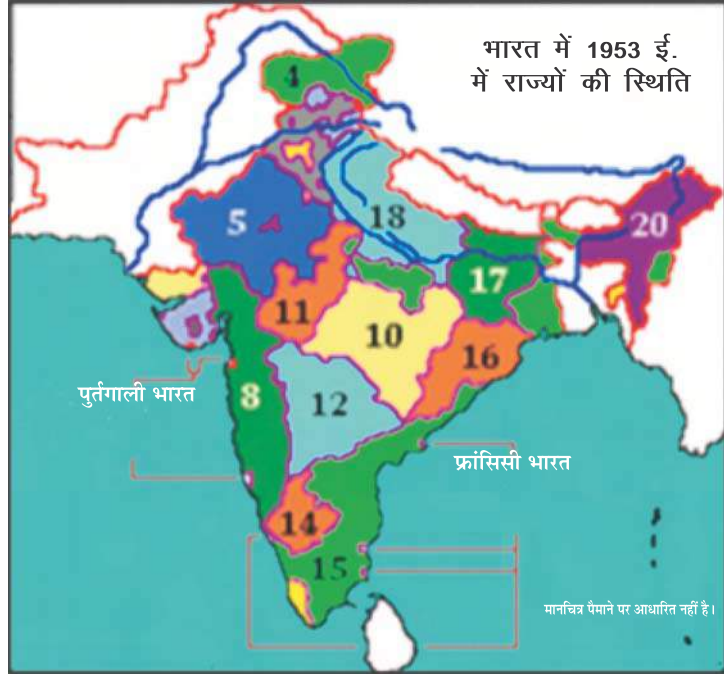 भारत में 1953 ई.
में राज्यों की स्थिति
4
5
18
20
17
11
10
16
8
12
9
पुर्तगाली भारत
फ्रांसिसी भारत
14
15
मानचित्र पैमाने पर आधारित नहीं है।